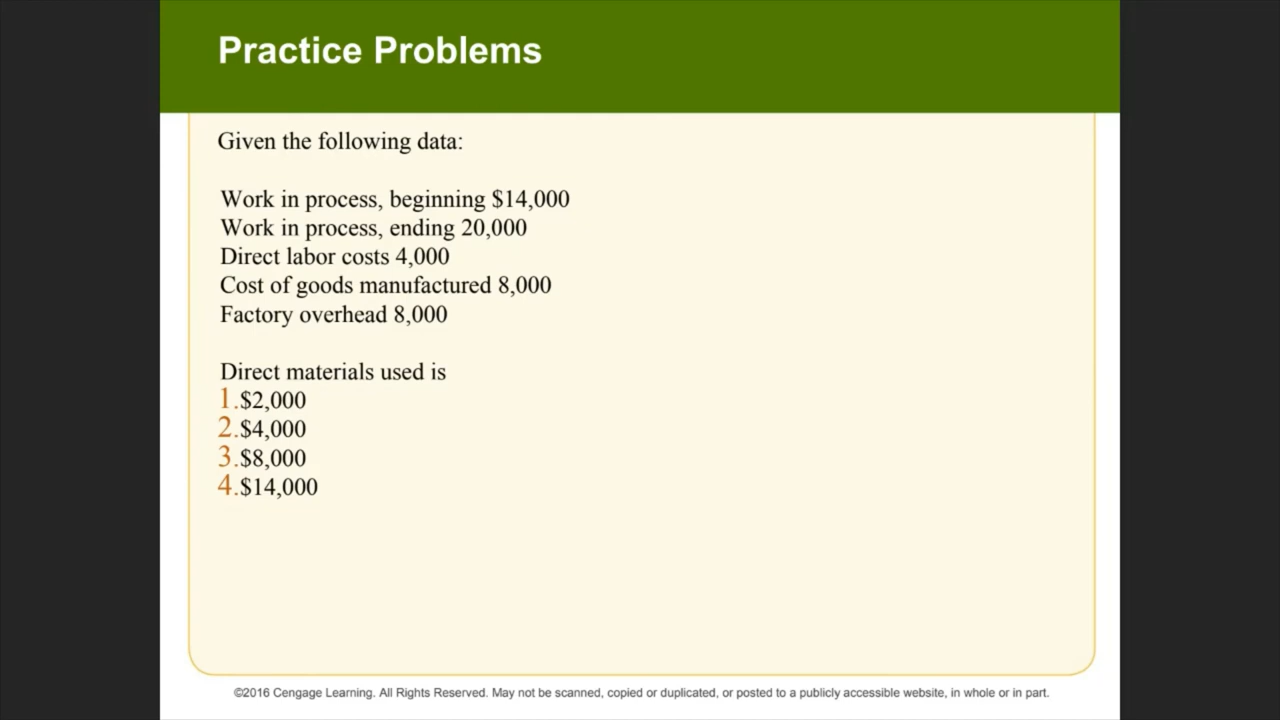 Practice Problems
Given the following data:
Work in process, beginning $14,000
Work in process, ending 20,000
Direct labor costs 4,000
Cost of goods manufactured 8,000
Factory overhead 8,000
Direct materials used is
1.$2,000
2.$4,000
3.$8,000
4.$14,000
©2016 Cengage Learning. All Rights Reserved. May not be scanned, copied or duplicated, or posted to a publicly accessible website, in whole or in part.